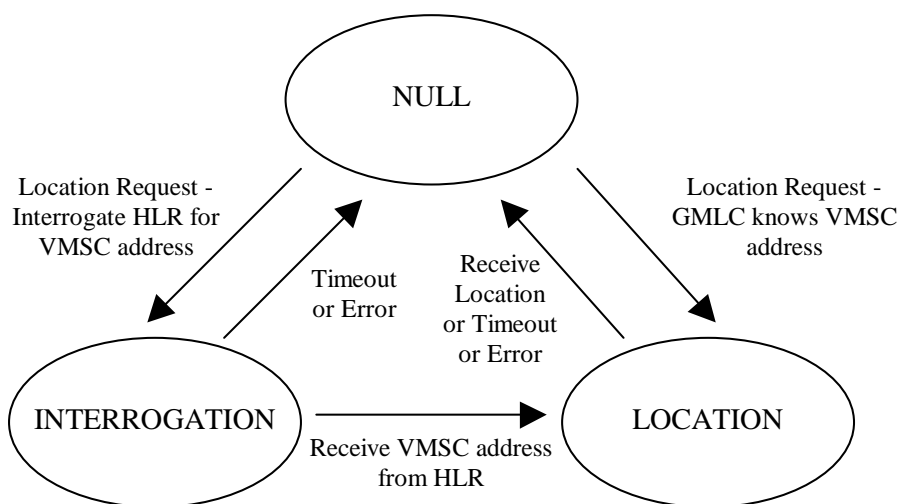 NULL
Location Request -
Interrogate HLR for
VMSC address
Location Request -
GMLC knows VMSC
address
Timeout
or Error
Receive
Location
or Timeout
or Error
INTERROGATION
LOCATION
Receive VMSC address
from HLR